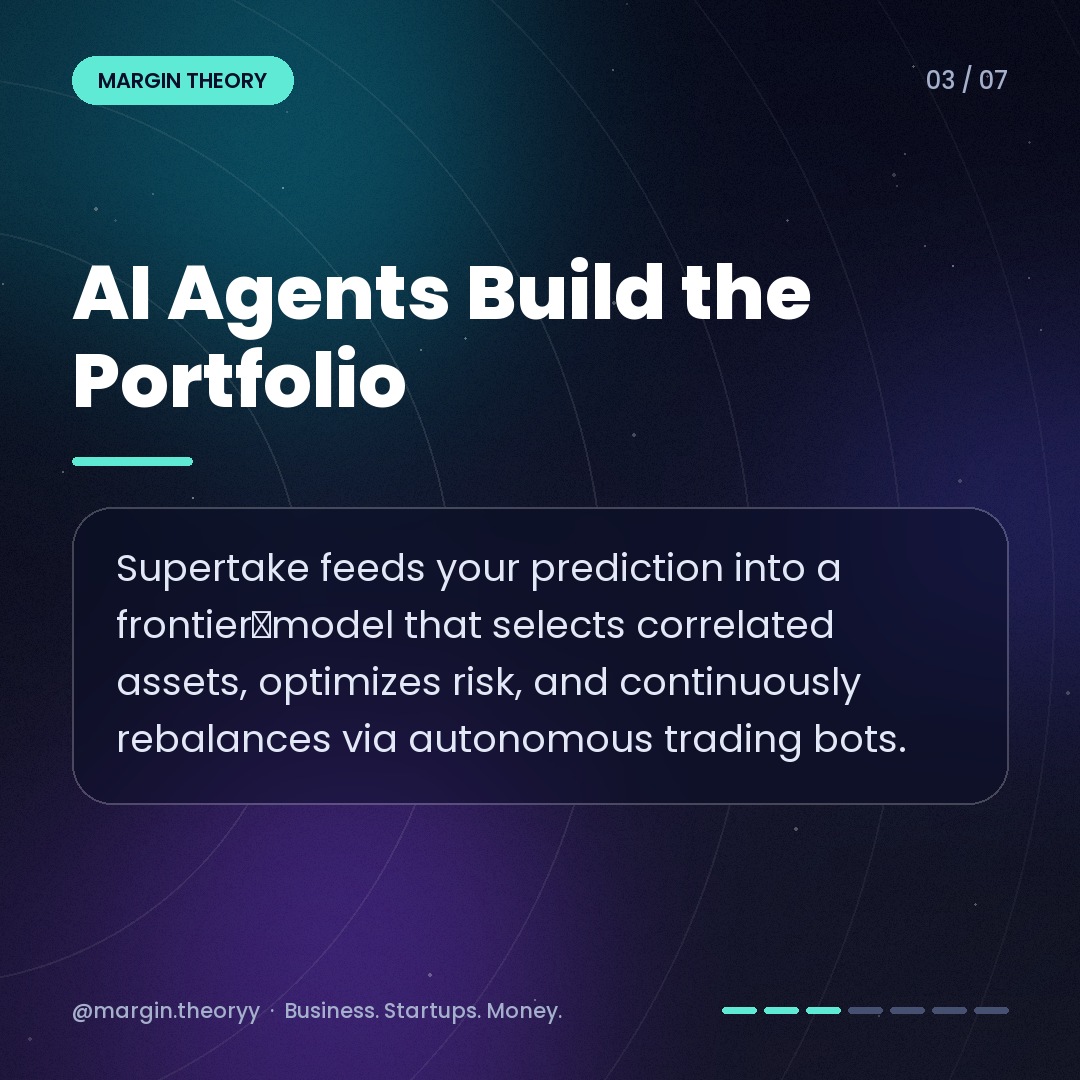 MARGIN THEORY
03 / 07
AI Agents Build the
Portfolio
Supertake feeds your prediction into a
frontier☒model that selects correlated
assets, optimizes risk, and continuously
rebalances via autonomous trading bots.
@margin.theoryy · Business. Startups. Money.